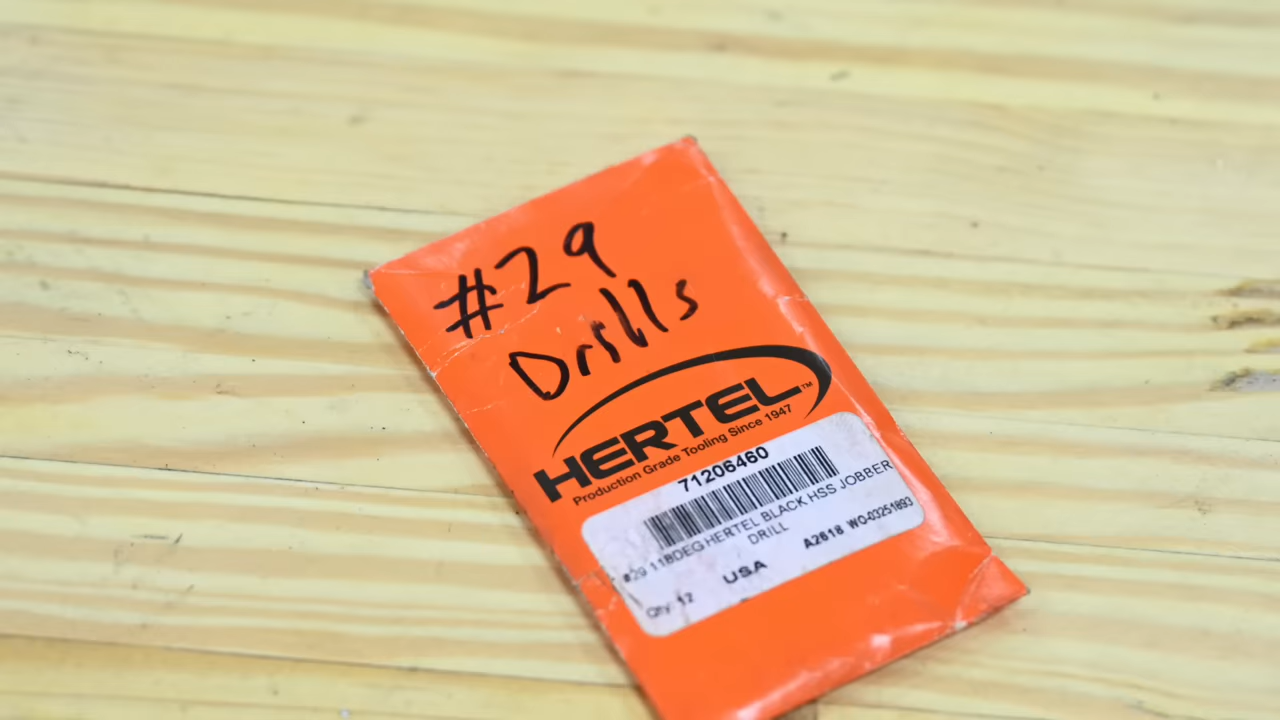 #29
Drills
HERTEL™
Production Grade Tooling Since 1947
71206460
#29 118DEG HERTEL BLACK HSS JOBBER
DRILL
A2618 WO-03251893
USA
Qty: 12